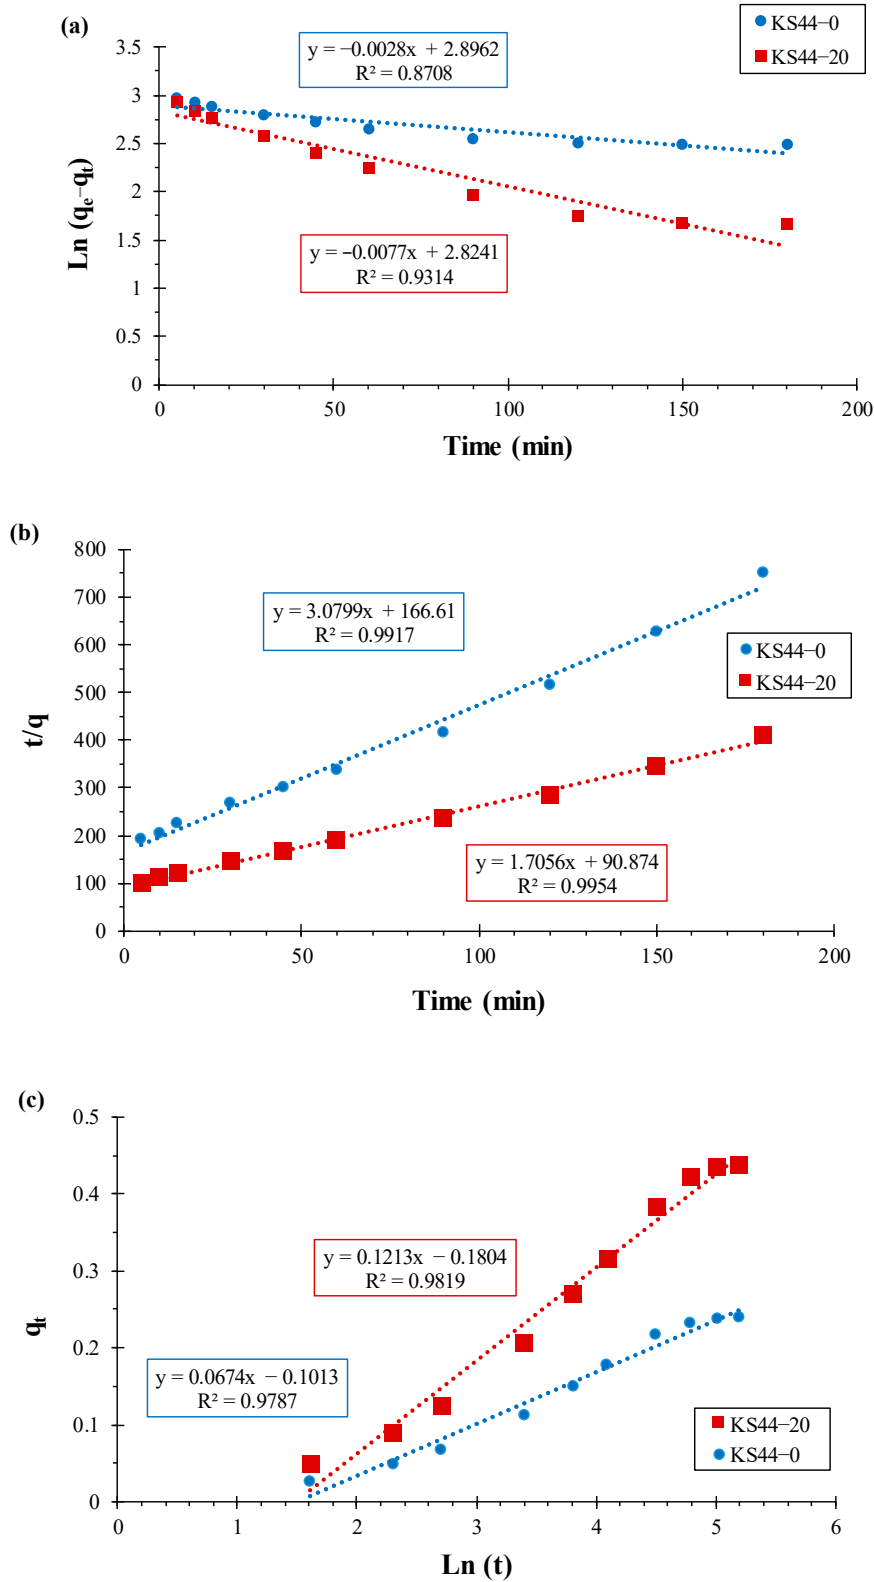 (a)
KS44−0
KS44−20
y = −0.0028x + 2.8962
R² = 0.8708
3.5
3
2.5
2
1.5
1
0.5
0
Ln (qₑ−qₜ)
y = −0.0077x + 2.8241
R² = 0.9314
0
50
100
150
200
Time (min)
(b)
800
700
600
500
400
300
200
100
0
t/q
y = 3.0799x + 166.61
R² = 0.9917
KS44−0
KS44−20
y = 1.7056x + 90.874
R² = 0.9954
0
50
100
150
200
Time (min)
(c)
0.5
0.4
0.3
0.2
0.1
0
qₜ
y = 0.1213x − 0.1804
R² = 0.9819
y = 0.0674x − 0.1013
R² = 0.9787
KS44−20
KS44−0
0
1
2
3
4
5
6
Ln (t)